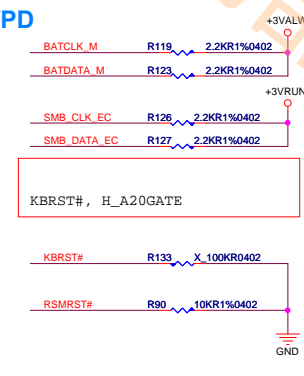 TPD
+3VALW
BATCLK_M R119 2.2KR1%0402
BATDATA_M R123 2.2KR1%0402
+3VRUN
SMB_CLK_EC R126 2.2KR1%0402
SMB_DATA_EC R127 2.2KR1%0402
KBRST#, H_A20GATE
KBRST# R133 X_100KR0402
RSMRST# R90 10KR1%0402
GND